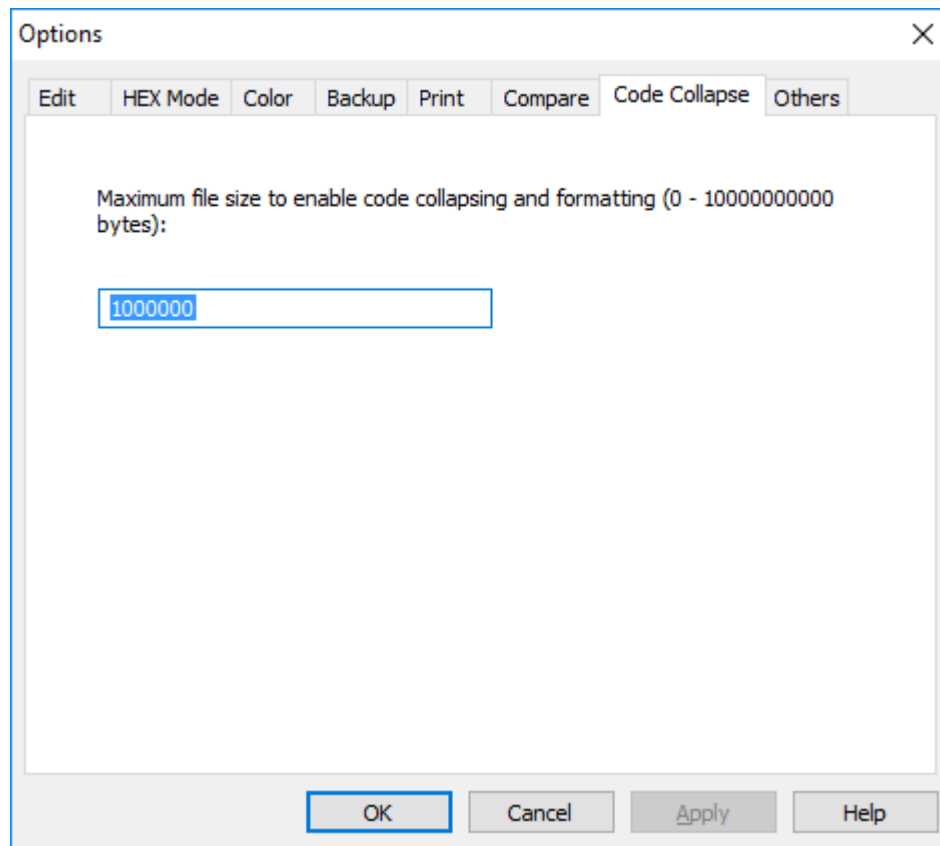 Options
Edit HEX Mode Color Backup Print Compare Code Collapse Others
Maximum file size to enable code collapsing and formatting (0 - 10000000000
bytes):
1000000
OK Cancel Apply Help